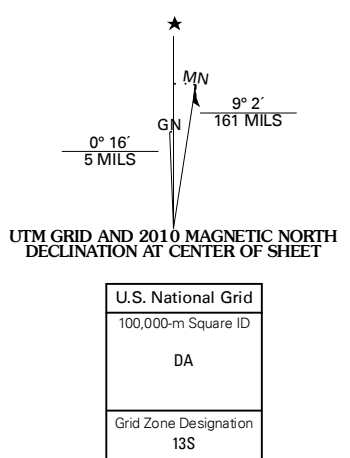 MN
9° 2´
161 MILS
GN
0° 16´
5 MILS
UTM GRID AND 2010 MAGNETIC NORTH
DECLINATION AT CENTER OF SHEET
U.S. National Grid
100,000-m Square ID
DA
Grid Zone Designation
13S